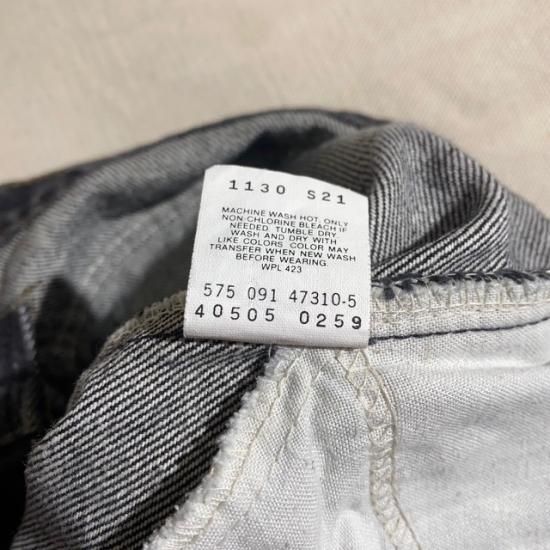 1130 S21
MACHINE WASH HOT, ONLY
NON-CHLORINE BLEACH IF
NEEDED. TUMBLE DRY.
WASH AND DRY WITH
LIKE COLORS. COLOR MAY
TRANSFER WHEN NEW WASH
BEFORE WEARING.
WPL 423
575 091 47310-5
40505 0259